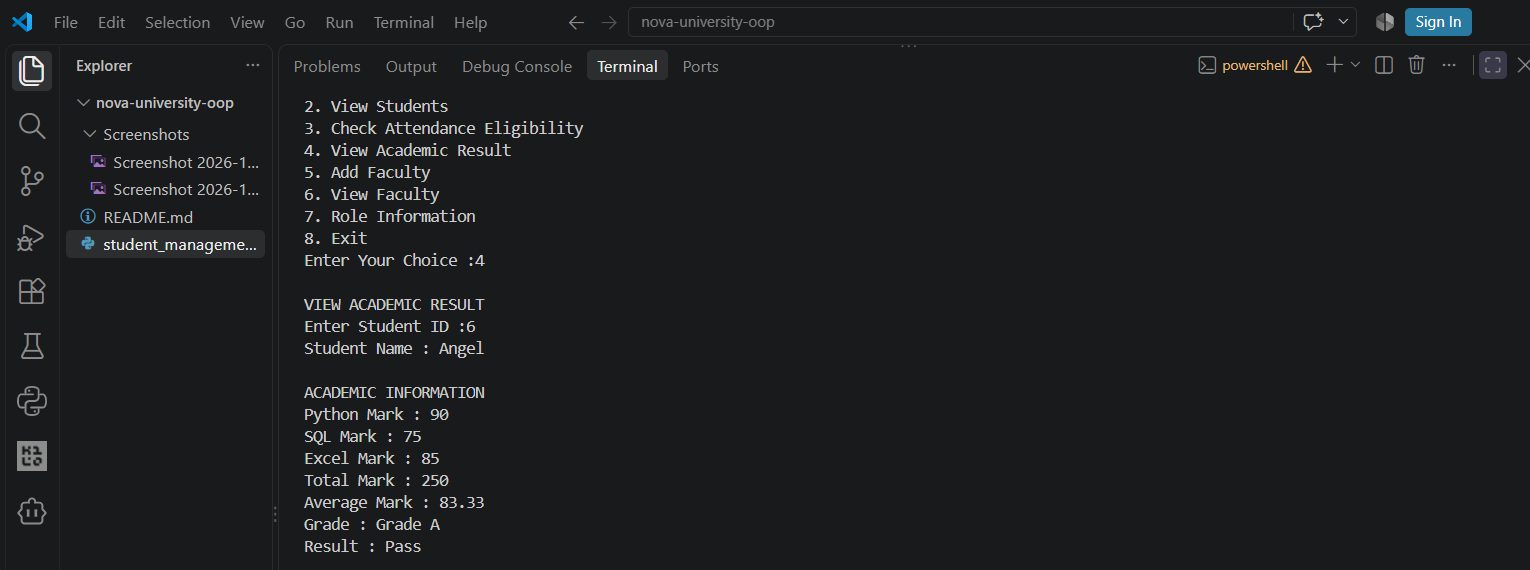 File Edit Selection View Go Run Terminal Help
nova-university-oop
Sign In
Explorer
Problems Output Debug Console Terminal Ports
powershell
nova-university-oop
Screenshots
Screenshot 2026-1...
Screenshot 2026-1...
README.md
student_manageme...
2. View Students
3. Check Attendance Eligibility
4. View Academic Result
5. Add Faculty
6. View Faculty
7. Role Information
8. Exit
Enter Your Choice :4
VIEW ACADEMIC RESULT
Enter Student ID :6
Student Name : Angel
ACADEMIC INFORMATION
Python Mark : 90
SQL Mark : 75
Excel Mark : 85
Total Mark : 250
Average Mark : 83.33
Grade : Grade A
Result : Pass